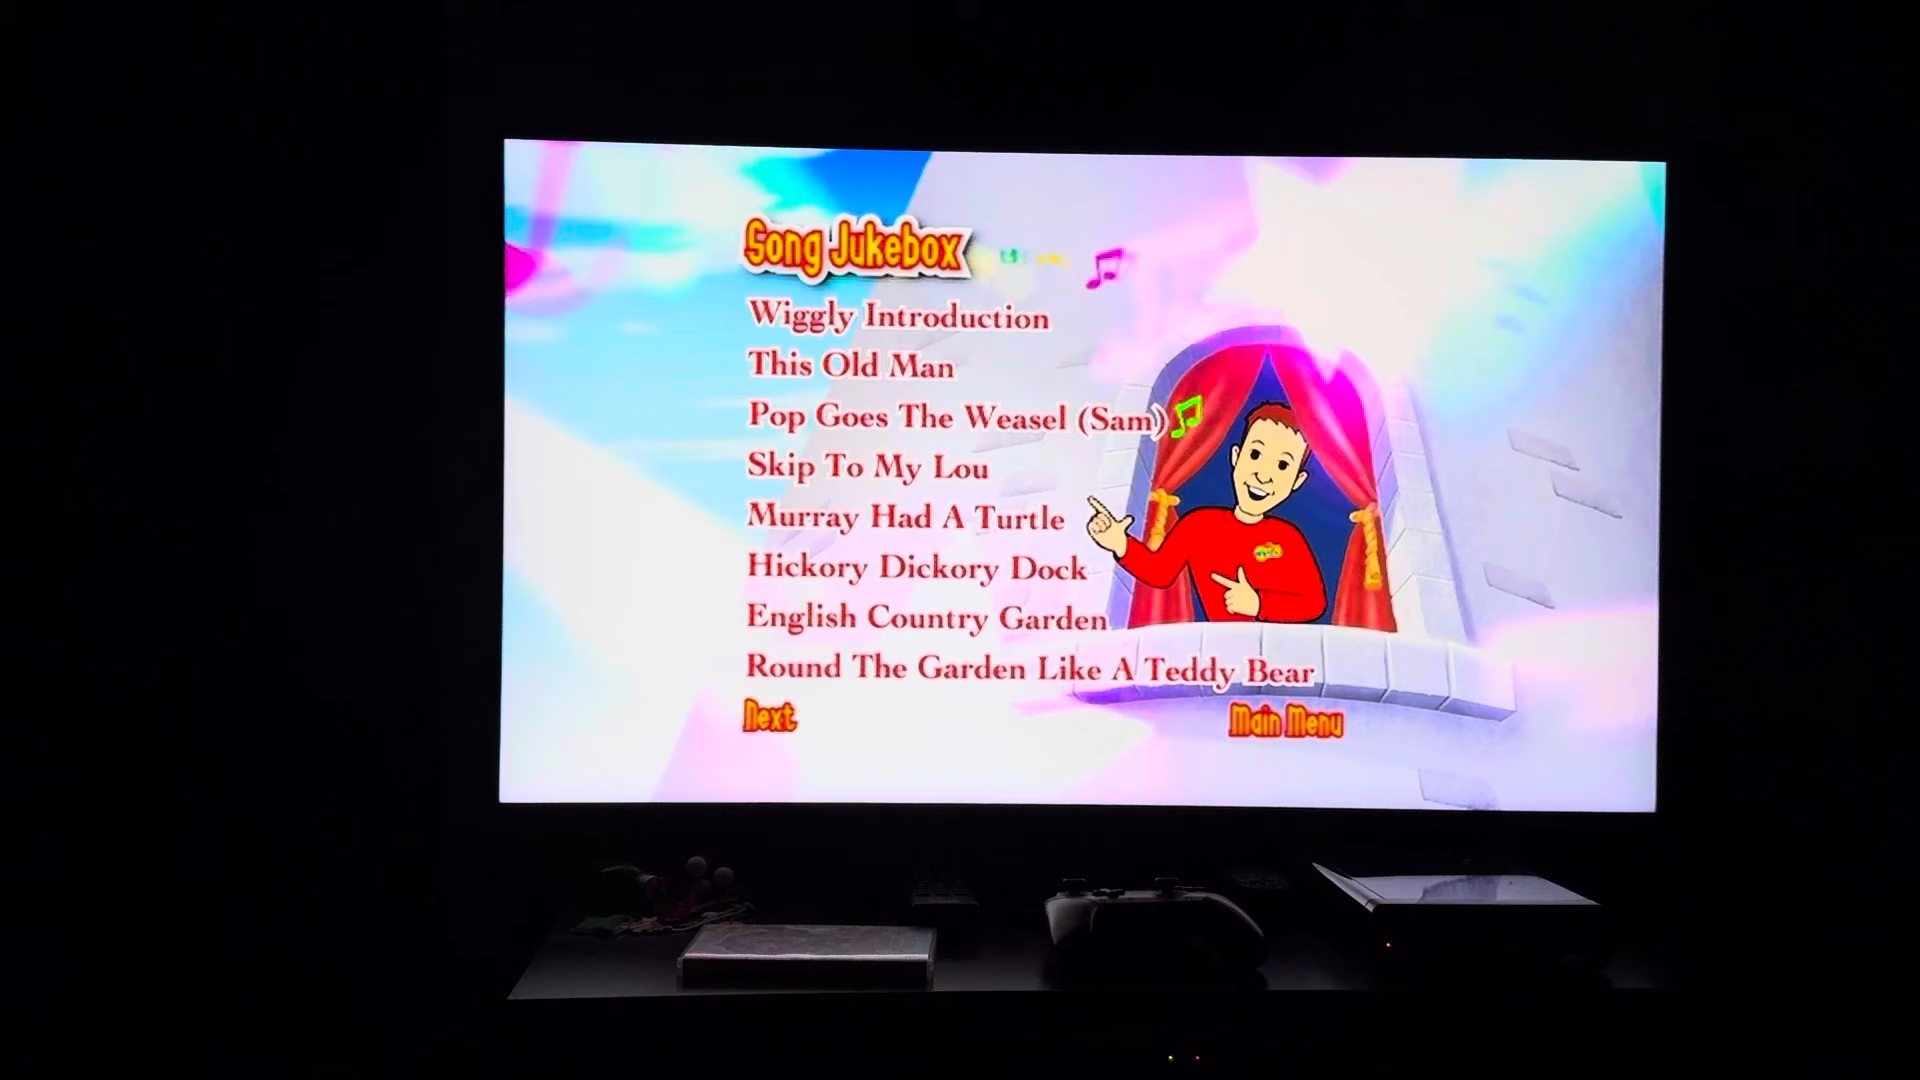 Song Jukebox
Wiggly Introduction
This Old Man
Pop Goes The Weasel (Sam)
Skip To My Lou
Murray Had A Turtle
Hickory Dickory Dock
English Country Garden
Round The Garden Like A Teddy Bear
Next
Main Menu